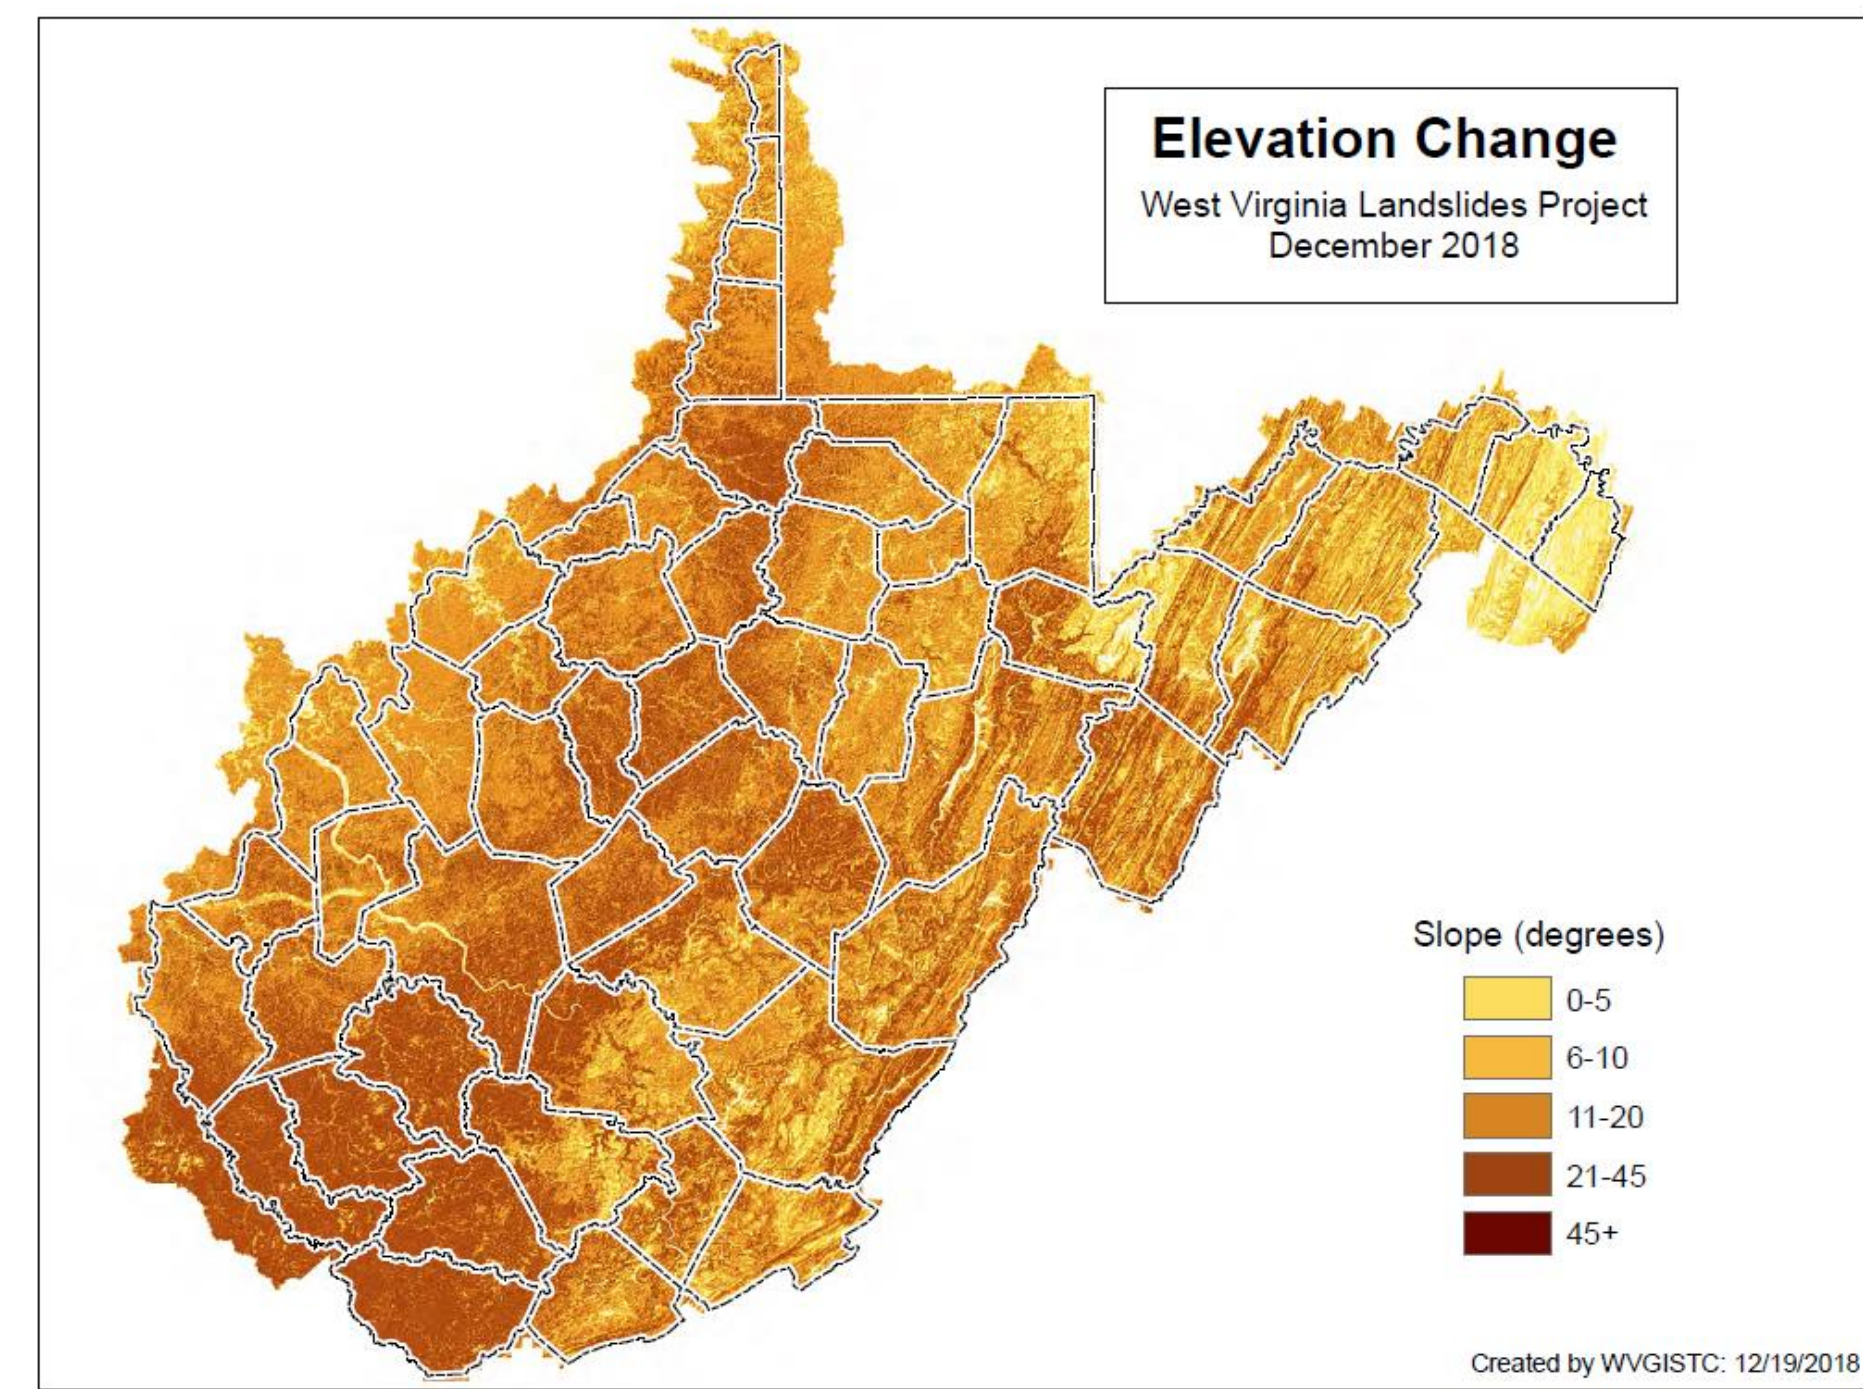 Elevation Change
West Virginia Landslides Project
December 2018
Slope (degrees)
0-5
6-10
11-20
21-45
45+
Created by WVGISTC: 12/19/2018